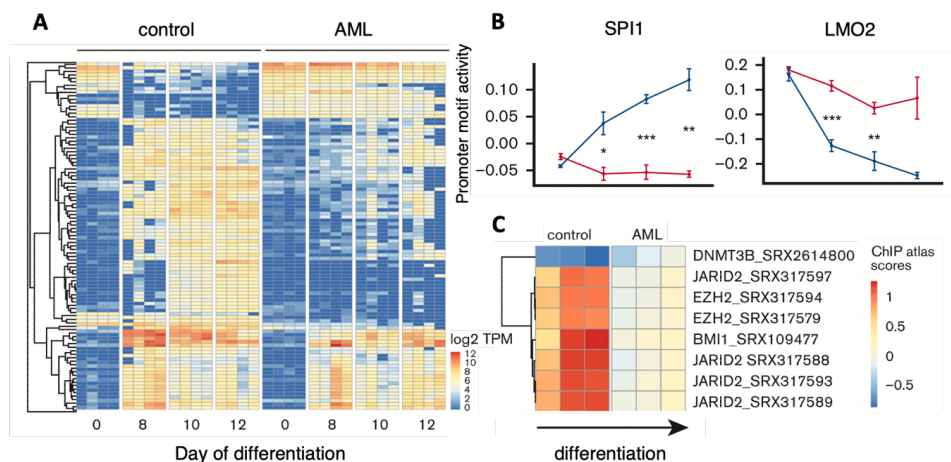 A
control
AML
log2 TPM
12
10
8
6
4
2
0
0
8
10
12
0
8
10
12
Day of differentiation
B
SPI1
LMO2
Promoter motif activity
0.10
0.05
0.00
−0.05
*
***
**
0.2
0.1
0.0
−0.1
−0.2
***
**
C
control
AML
DNMT3B_SRX2614800
JARID2_SRX317597
EZH2_SRX317594
EZH2_SRX317579
BMI1_SRX109477
JARID2 SRX317588
JARID2_SRX317593
JARID2_SRX317589
ChIP atlas
scores
1
0.5
0
−0.5
differentiation